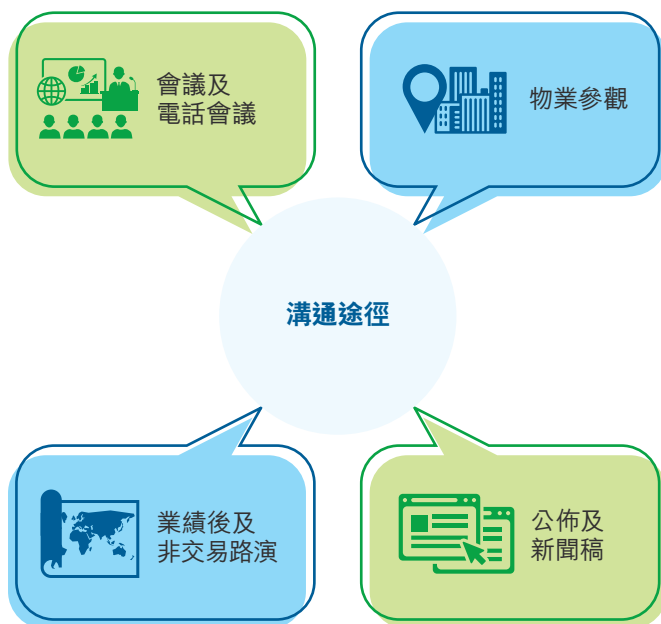 會議及
電話會議
物業參觀
溝通途徑
業績後及
非交易路演
公佈及
新聞稿